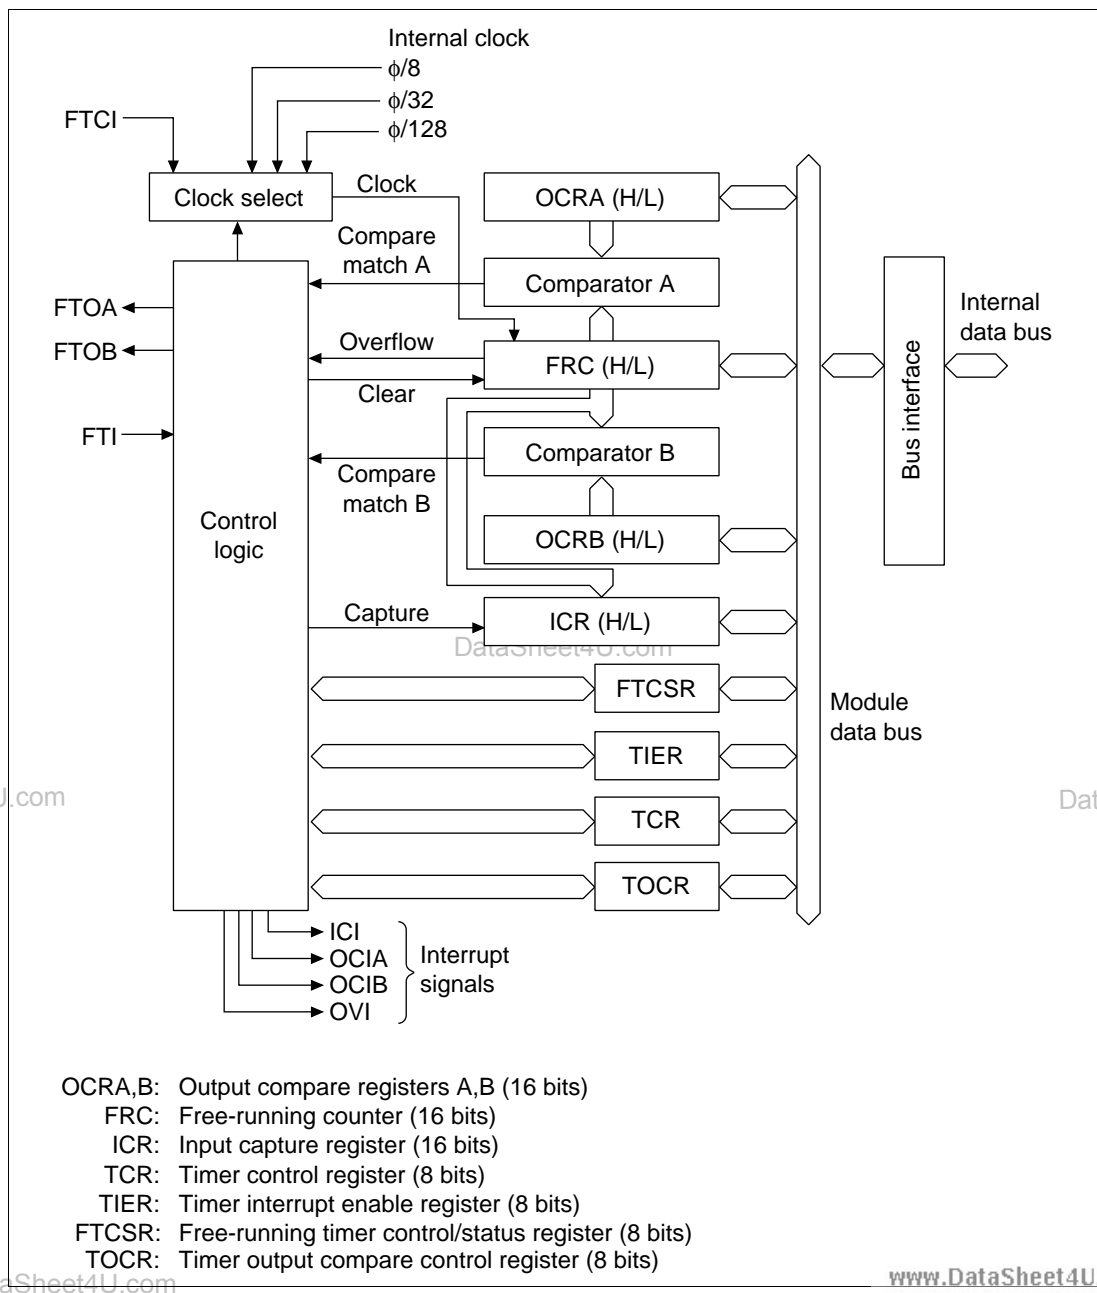 Internal clock
ϕ/8
ϕ/32
ϕ/128
FTCI
Clock select
Clock
OCRA (H/L)
Compare
match A
Comparator A
FTOA
FTOB
Overflow
FRC (H/L)
Clear
Internal
data bus
Bus interface
FTI
Comparator B
Compare
match B
Control
logic
OCRB (H/L)
Capture
ICR (H/L)
DataSheet4U.com
FTCSR
Module
data bus
TIER
J.com
Dat
TCR
TOCR
ICI
OCIA
OCIB
OVI
Interrupt
signals
OCRA,B: Output compare registers A,B (16 bits)
FRC: Free-running counter (16 bits)
ICR: Input capture register (16 bits)
TCR: Timer control register (8 bits)
TIER: Timer interrupt enable register (8 bits)
FTCSR: Free-running timer control/status register (8 bits)
TOCR: Timer output compare control register (8 bits)
aSheet4U.com
www.DataSheet4U